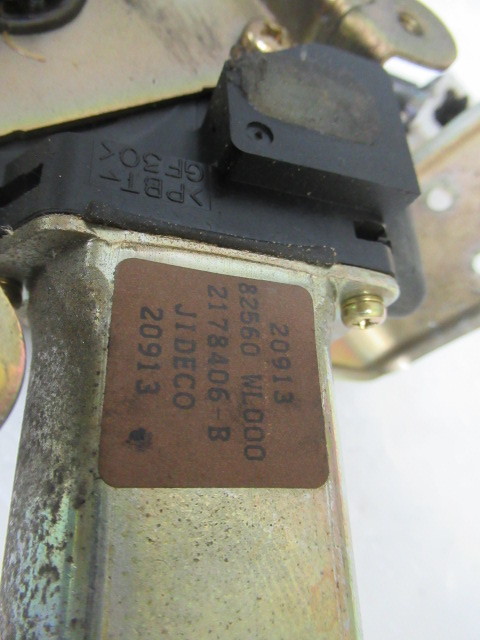 >PBT-
GF30<
20913
82560 WL000
2178406-B
JIDECO
20913